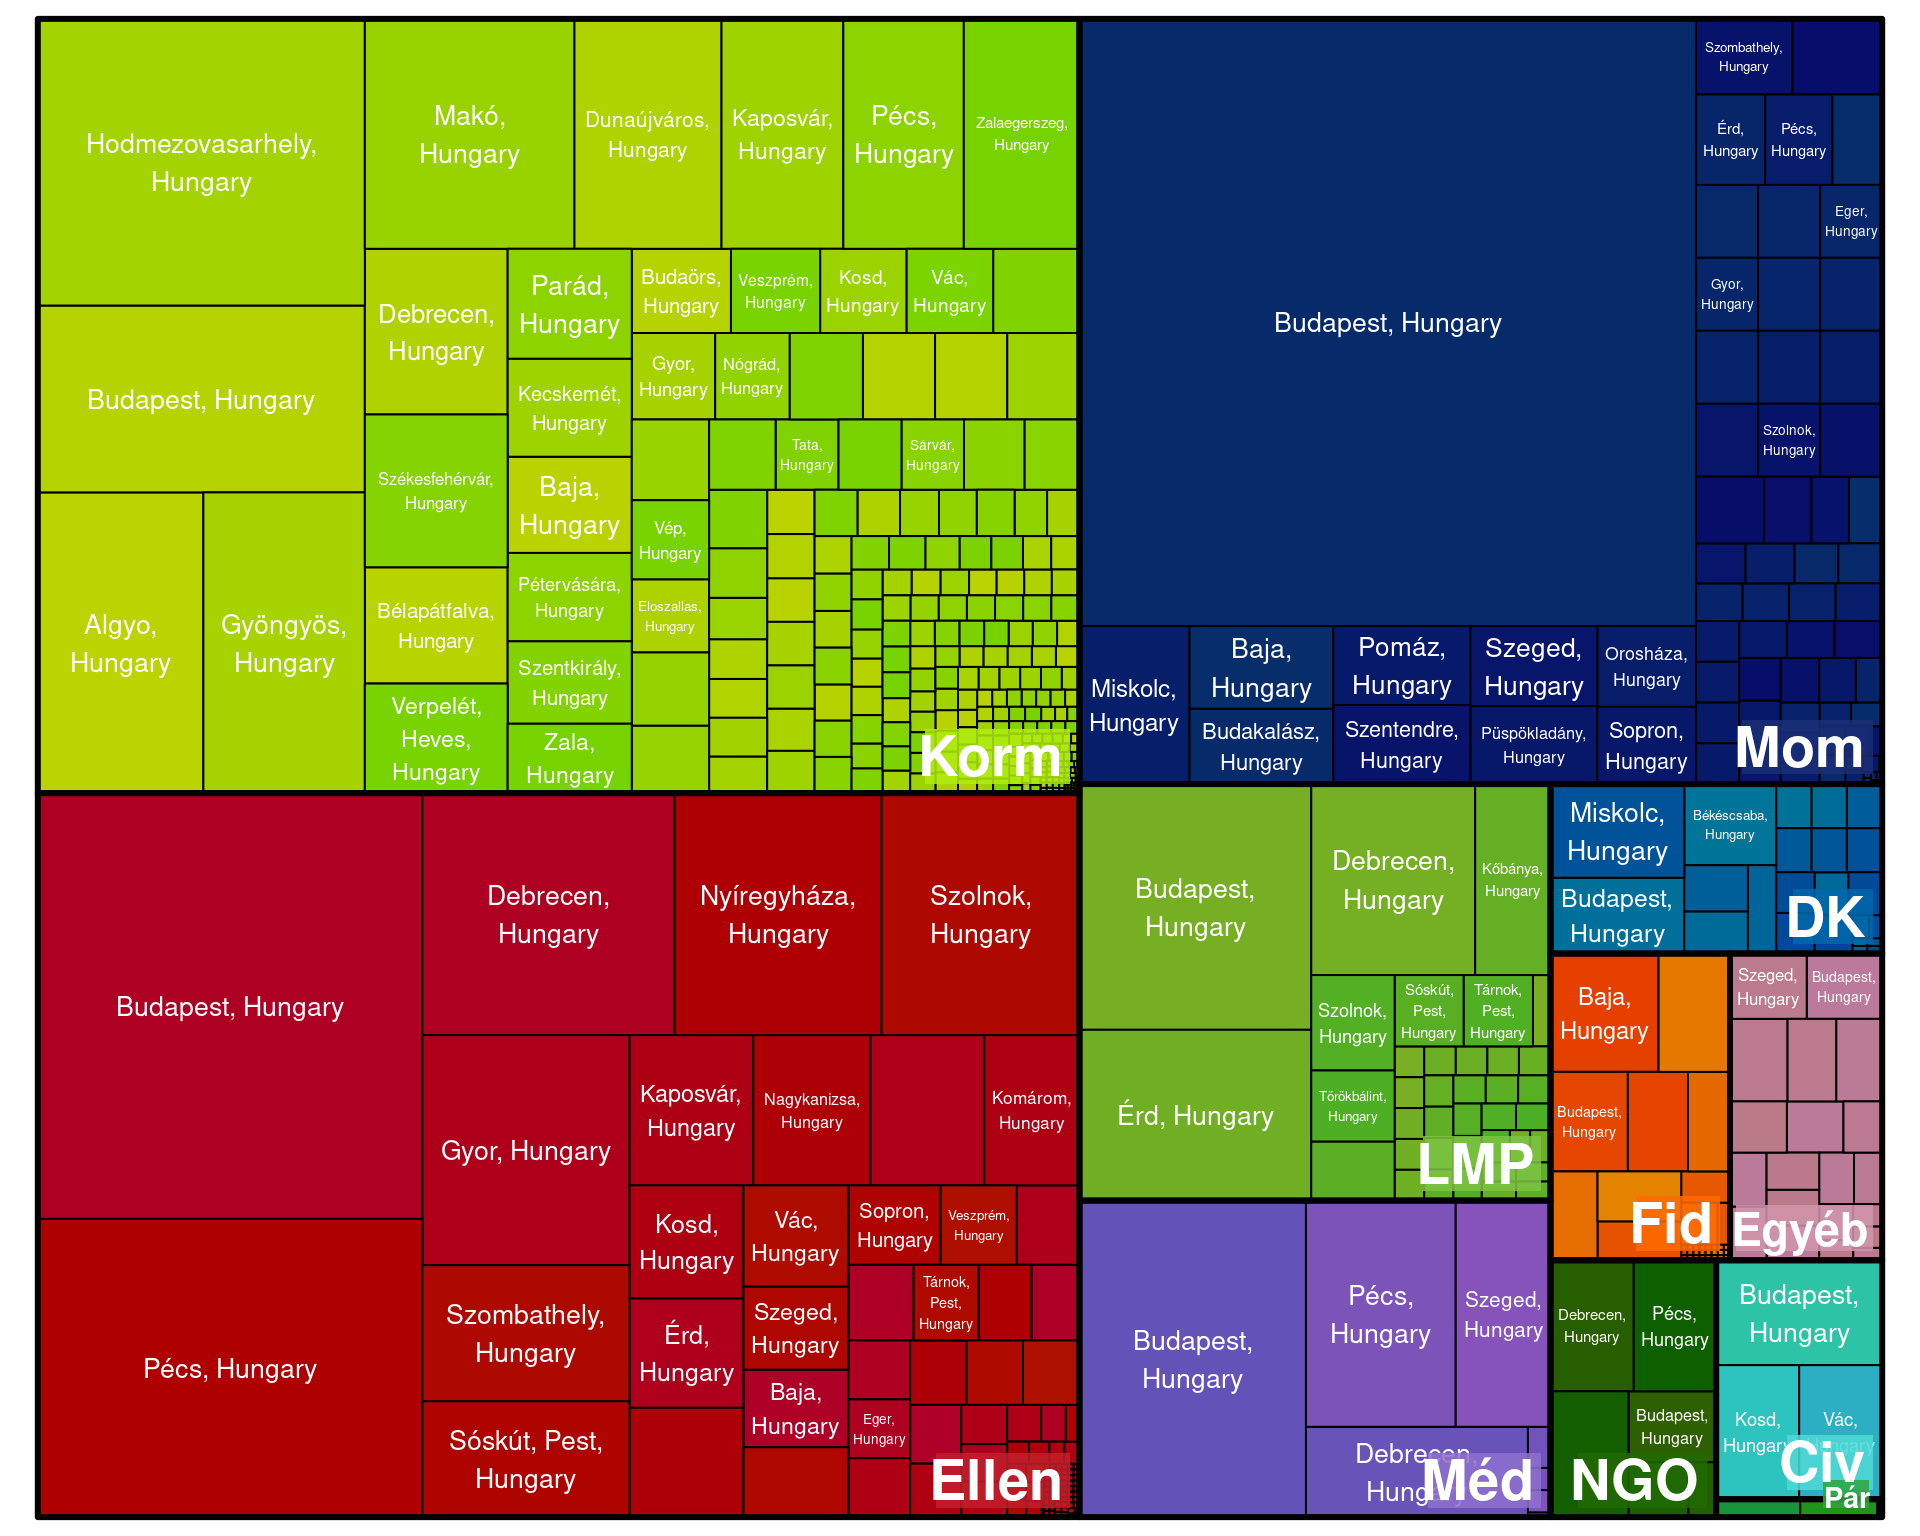 Hodmezovasarhely,
Hungary
Makó,
Hungary
Dunaújváros,
Hungary
Kaposvár,
Hungary
Pécs,
Hungary
Zalaegerszeg,
Hungary
Budapest, Hungary
Algyo,
Hungary
Gyöngyös,
Hungary
Debrecen,
Hungary
Székesfehérvár,
Hungary
Bélapátfalva,
Hungary
Verpelét,
Heves,
Hungary
Parád,
Hungary
Kecskemét,
Hungary
Baja,
Hungary
Pétervására,
Hungary
Szentkirály,
Hungary
Zala,
Hungary
Budaörs,
Hungary
Veszprém,
Hungary
Kosd,
Hungary
Vác,
Hungary
Gyor,
Hungary
Nógrád,
Hungary
Tata,
Hungary
Sárvár,
Hungary
Vép,
Hungary
Eloszallas,
Hungary
Korm
Budapest, Hungary
Miskolc,
Hungary
Baja,
Hungary
Budakalász,
Hungary
Pomáz,
Hungary
Szentendre,
Hungary
Szeged,
Hungary
Püspökladány,
Hungary
Orosháza,
Hungary
Sopron,
Hungary
Szombathely,
Hungary
Érd,
Hungary
Pécs,
Hungary
Eger,
Hungary
Gyor,
Hungary
Szolnok,
Hungary
Mom
Budapest, Hungary
Pécs, Hungary
Debrecen,
Hungary
Nyíregyháza,
Hungary
Szolnok,
Hungary
Gyor, Hungary
Szombathely,
Hungary
Sóskút, Pest,
Hungary
Kaposvár,
Hungary
Nagykanizsa,
Hungary
Komárom,
Hungary
Kosd,
Hungary
Érd,
Hungary
Vác,
Hungary
Szeged,
Hungary
Baja,
Hungary
Sopron,
Hungary
Veszprém,
Hungary
Tárnok,
Pest,
Hungary
Eger,
Hungary
Ellen
Budapest,
Hungary
Érd, Hungary
Debrecen,
Hungary
Kőbánya,
Hungary
Szolnok,
Hungary
Törökbálint,
Hungary
Sóskút,
Pest,
Hungary
Tárnok,
Pest,
Hungary
LMP
Budapest,
Hungary
Pécs,
Hungary
Szeged,
Hungary
Debrecen,
Hungary
Méd
Miskolc,
Hungary
Budapest,
Hungary
Békéscsaba,
Hungary
DK
Baja,
Hungary
Budapest,
Hungary
Fid
Szeged,
Hungary
Budapest,
Hungary
Egyéb
Debrecen,
Hungary
Pécs,
Hungary
Budapest,
Hungary
NGO
Budapest,
Hungary
Kosd,
Hungary
Vác,
Hungary
Civ
Pár